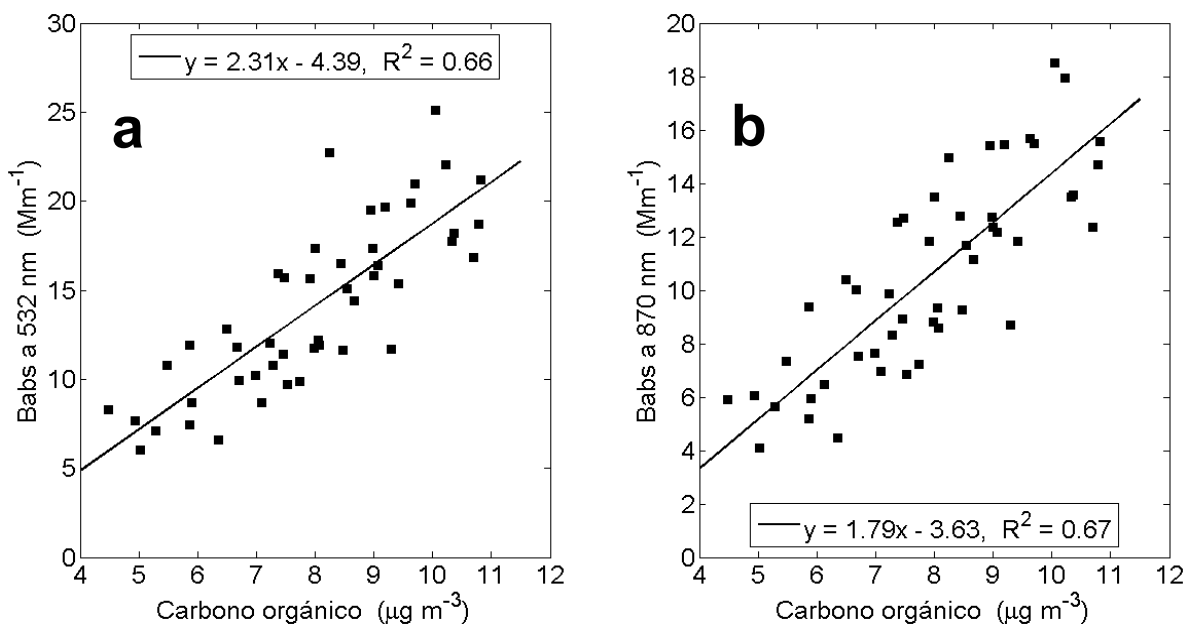 a
y = 2.31x - 4.39, R² = 0.66
Babs a 532 nm (Mm⁻¹)
30
25
20
15
10
5
0
4 5 6 7 8 9 10 11 12
Carbono orgánico (μg m⁻³)
b
y = 1.79x - 3.63, R² = 0.67
Babs a 870 nm (Mm⁻¹)
20
18
16
14
12
10
8
6
4
2
0
4 5 6 7 8 9 10 11 12
Carbono orgánico (μg m⁻³)